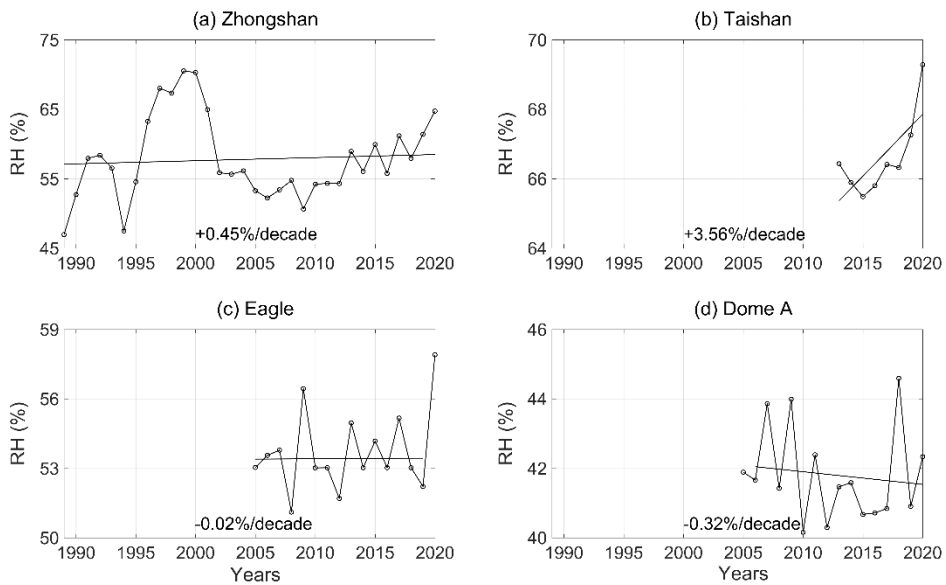 (a) Zhongshan
75
65
55
45
RH (%)
+0.45%/decade
1990 1995 2000 2005 2010 2015 2020
(b) Taishan
70
68
66
64
RH (%)
+3.56%/decade
1990 1995 2000 2005 2010 2015 2020
(c) Eagle
59
56
53
50
RH (%)
-0.02%/decade
1990 1995 2000 2005 2010 2015 2020
Years
(d) Dome A
46
44
42
40
RH (%)
-0.32%/decade
1990 1995 2000 2005 2010 2015 2020
Years